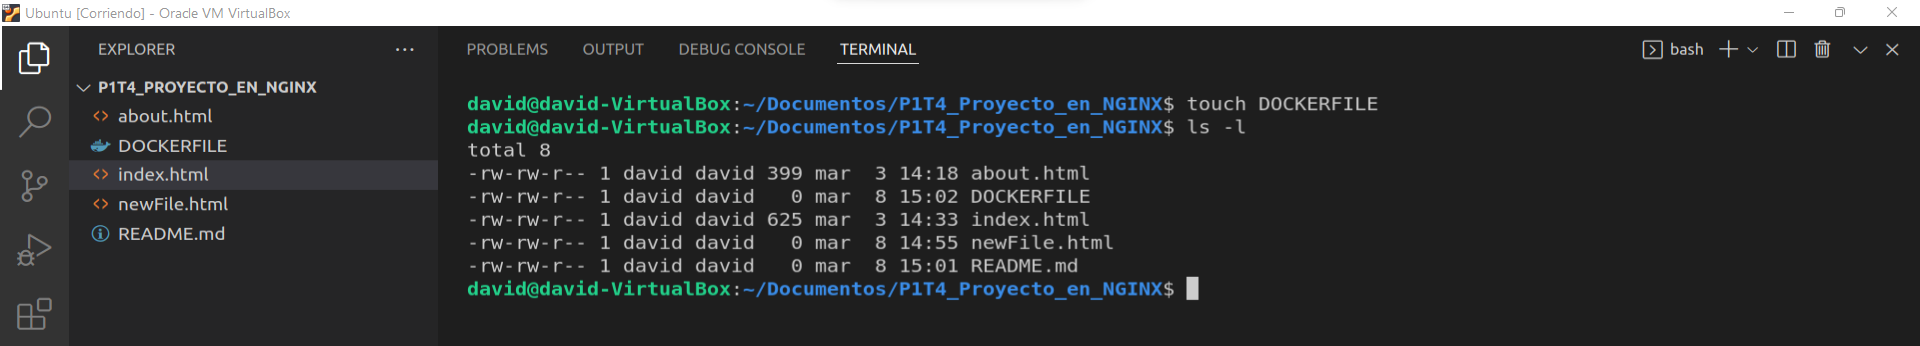 Ubuntu [Corriendo] - Oracle VM VirtualBox
EXPLORER
P1T4_PROYECTO_EN_NGINX
about.html
DOCKERFILE
index.html
newFile.html
README.md
PROBLEMS OUTPUT DEBUG CONSOLE TERMINAL
bash
david@david-VirtualBox:~/Documentos/P1T4_Proyecto_en_NGINX$ touch DOCKERFILE
david@david-VirtualBox:~/Documentos/P1T4_Proyecto_en_NGINX$ ls -l
total 8
-rw-rw-r-- 1 david david 399 mar  3 14:18 about.html
-rw-rw-r-- 1 david david   0 mar  8 15:02 DOCKERFILE
-rw-rw-r-- 1 david david 625 mar  3 14:33 index.html
-rw-rw-r-- 1 david david   0 mar  8 14:55 newFile.html
-rw-rw-r-- 1 david david   0 mar  8 15:01 README.md
david@david-VirtualBox:~/Documentos/P1T4_Proyecto_en_NGINX$